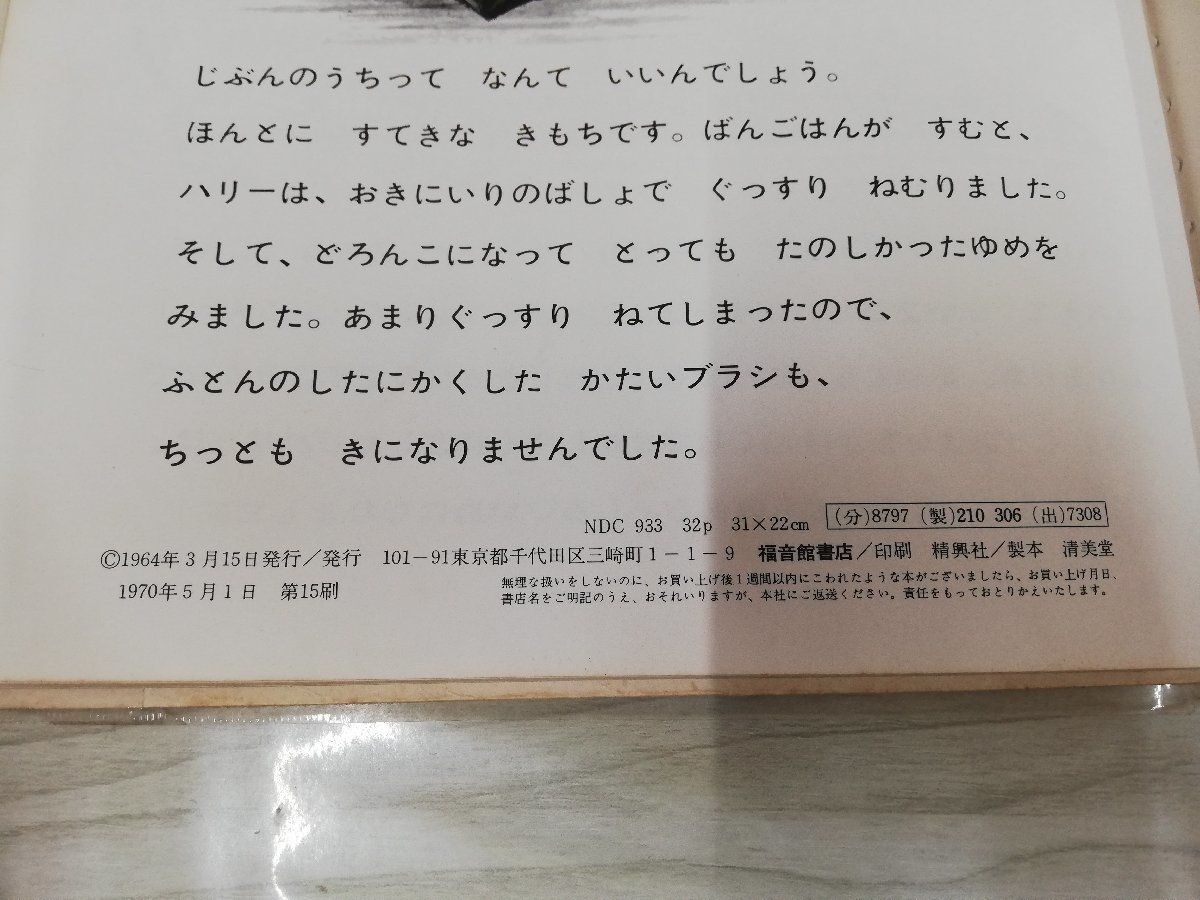 じぶんのうちって　なんて　いいんでしょう。
ほんとに　すてきな　きもちです。ばんごはんが　すむと、
ハリーは、おきにいりのばしょで　ぐっすり　ねむりました。
そして、どろんこになって　とっても　たのしかったゆめを
みました。あまりぐっすり　ねてしまったので、
ふとんのしたにかくした　かたいブラシも、
ちっとも　きになりませんでした。
NDC 933　32p　31×22cm　(分)8797 (製)210 306 (出)7308
©1964年3月15日発行／発行　101-91東京都千代田区三崎町1-1-9　福音館書店／印刷　精興社／製本　清美堂
1970年5月1日　第15刷
無理な扱いをしないのに、お買い上げ後1週間以内にこわれたような本がございましたら、お買い上げ月日、
書店名をご明記のうえ、おそれいりますが、本社にご返送ください。責任をもっておとりかえいたします。